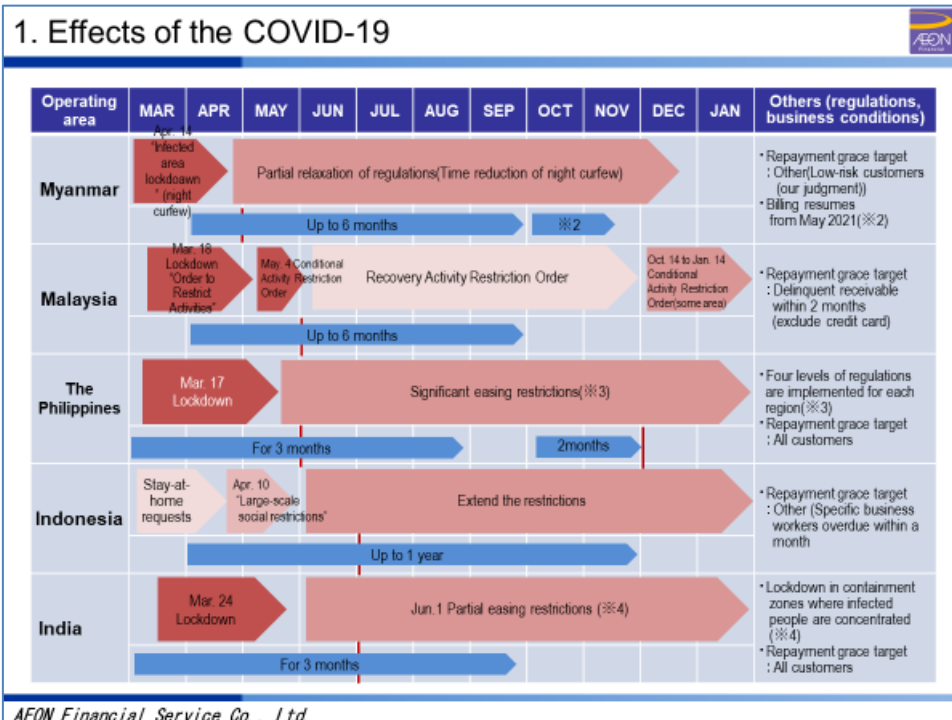 1. Effects of the COVID-19
AEON
Financial
Operating
area
MAR
APR
MAY
JUN
JUL
AUG
SEP
OCT
NOV
DEC
JAN
Others (regulations,
business conditions)
Myanmar
Apr. 14
"Infected
area
lockdoawn
" (night
curfew)
Partial relaxation of regulations(Time reduction of night curfew)
Up to 6 months
※2
・Repayment grace target
: Other(Low-risk customers
(our judgment))
・Billing resumes
from May 2021(※2)
Malaysia
Mar. 18
Lockdown
"Order to
Restrict
Activities"
May. 4 Conditional
Activity Restriction
Order
Recovery Activity Restriction Order
Oct. 14 to Jan. 14
Conditional
Activity Restriction
Order(some area)
Up to 6 months
・Repayment grace target
: Delinquent receivable
within 2 months
(exclude credit card)
The
Philippines
Mar. 17
Lockdown
Significant easing restrictions(※3)
For 3 months
2months
・Four levels of regulations
are implemented for each
region(※3)
・Repayment grace target
: All customers
Indonesia
Stay-at-
home
requests
Apr. 10
"Large-scale
social restrictions"
Extend the restrictions
Up to 1 year
・Repayment grace target
: Other (Specific business
workers overdue within a
month
India
Mar. 24
Lockdown
Jun.1 Partial easing restrictions (※4)
For 3 months
・Lockdown in containment
zones where infected
people are concentrated
(※4)
・Repayment grace target
: All customers
AEON Financial Service Co., Ltd